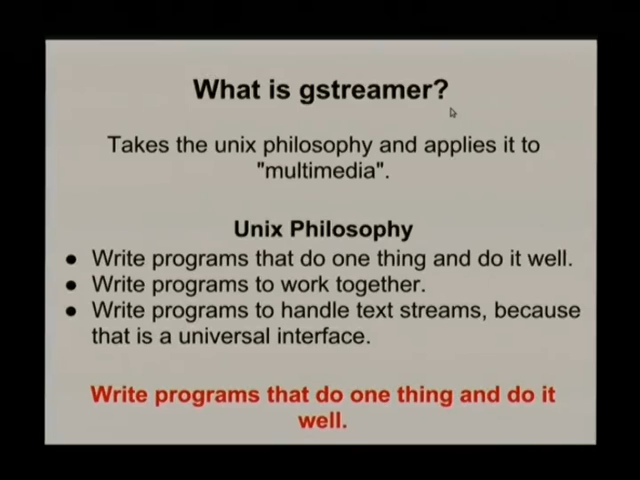 What is gstreamer?
Takes the unix philosophy and applies it to
"multimedia".
Unix Philosophy
● Write programs that do one thing and do it well.
● Write programs to work together.
● Write programs to handle text streams, because
that is a universal interface.
Write programs that do one thing and do it
well.